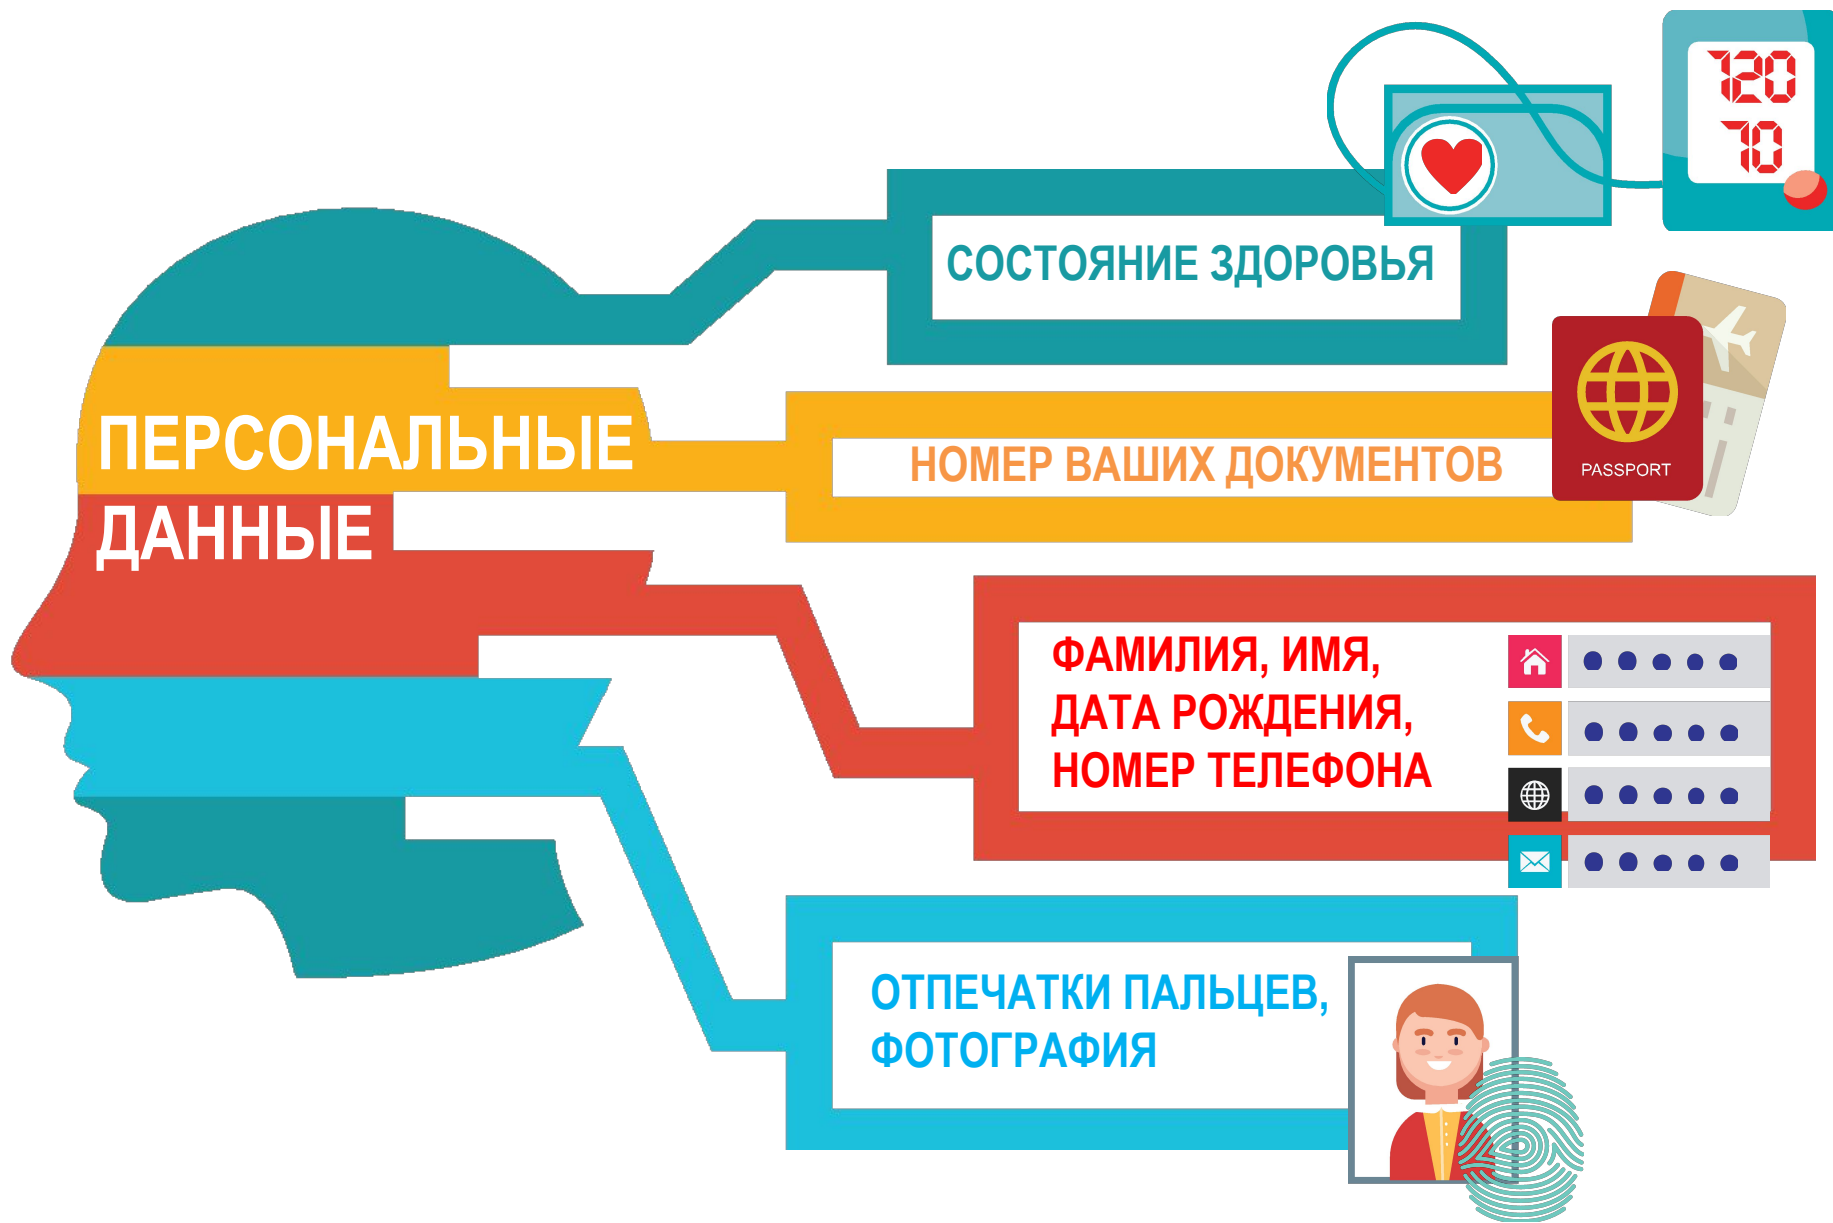 120
70
СОСТОЯНИЕ ЗДОРОВЬЯ
ПЕРСОНАЛЬНЫЕ
ДАННЫЕ
НОМЕР ВАШИХ ДОКУМЕНТОВ
PASSPORT
ФАМИЛИЯ, ИМЯ,
ДАТА РОЖДЕНИЯ,
НОМЕР ТЕЛЕФОНА
ОТПЕЧАТКИ ПАЛЬЦЕВ,
ФОТОГРАФИЯ